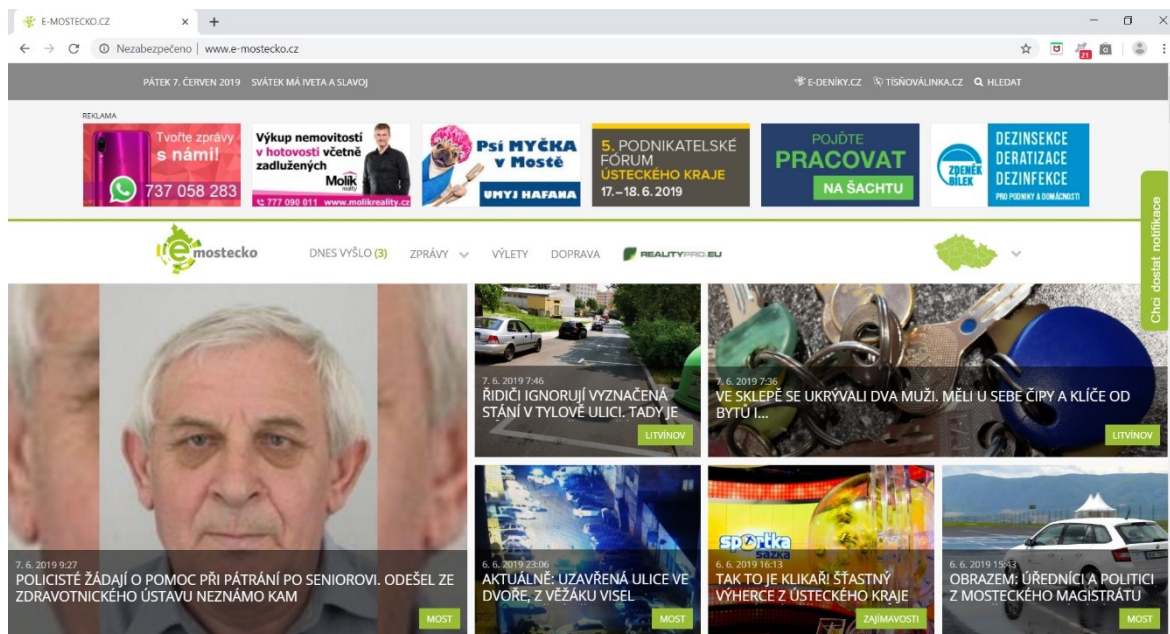 E-MOSTECKO.CZ
Nezabezpečeno | www.e-mostecko.cz
21
PÁTEK 7. ČERVEN 2019 SVÁTEK MÁ IVETA A SLAVOJ
E-DENÍKY.CZ TÍSŇOVÁLINKA.CZ HLEDAT
REKLAMA
Tvořte zprávy
s námi!
737 058 283
Výkup nemovitostí
v hotovosti včetně
zadlužených
Molík
reality
777 090 011 www.molikreality.cz
Psí MYČKA
v Mostě
UMYJ HAFANA
5. PODNIKATELSKÉ
FÓRUM
ÚSTECKÉHO KRAJE
17.–18. 6. 2019
POJĎTE
PRACOVAT
NA ŠACHTU
ZDENĚK
BÍLEK
DEZINSEKCE
DERATIZACE
DEZINFEKCE
PRO PODNIKY A DOMÁCNOSTI
Chci dostat notifikace
e mostecko
DNES VYŠLO (3) ZPRÁVY VÝLETY DOPRAVA REALITYPRO.EU
7. 6. 2019 9:27
POLICISTÉ ŽÁDAJÍ O POMOC PŘI PÁTRÁNÍ PO SENIOROVI. ODEŠEL ZE
ZDRAVOTNICKÉHO ÚSTAVU NEZNÁMO KAM
MOST
7. 6. 2019 7:46
ŘIDIČI IGNORUJÍ VYZNAČENÁ
STÁNÍ V TYLOVĚ ULICI. TADY JE
LITVÍNOV
7. 6. 2019 7:36
VE SKLEPĚ SE UKRÝVALI DVA MUŽI. MĚLI U SEBE ČIPY A KLÍČE OD
BYTŮ I...
LITVÍNOV
6. 6. 2019 23:06
AKTUÁLNĚ: UZAVŘENÁ ULICE VE
DVOŘE, Z VĚŽÁKU VISEL
MOST
sportka
sazka
6. 6. 2019 16:13
TAK TO JE KLIKAŘ! ŠŤASTNÝ
VÝHERCE Z ÚSTECKÉHO KRAJE
ZAJÍMAVOSTI
6. 6. 2019 15:43
OBRAZEM: ÚŘEDNÍCI A POLITICI
Z MOSTECKÉHO MAGISTRÁTU
MOST